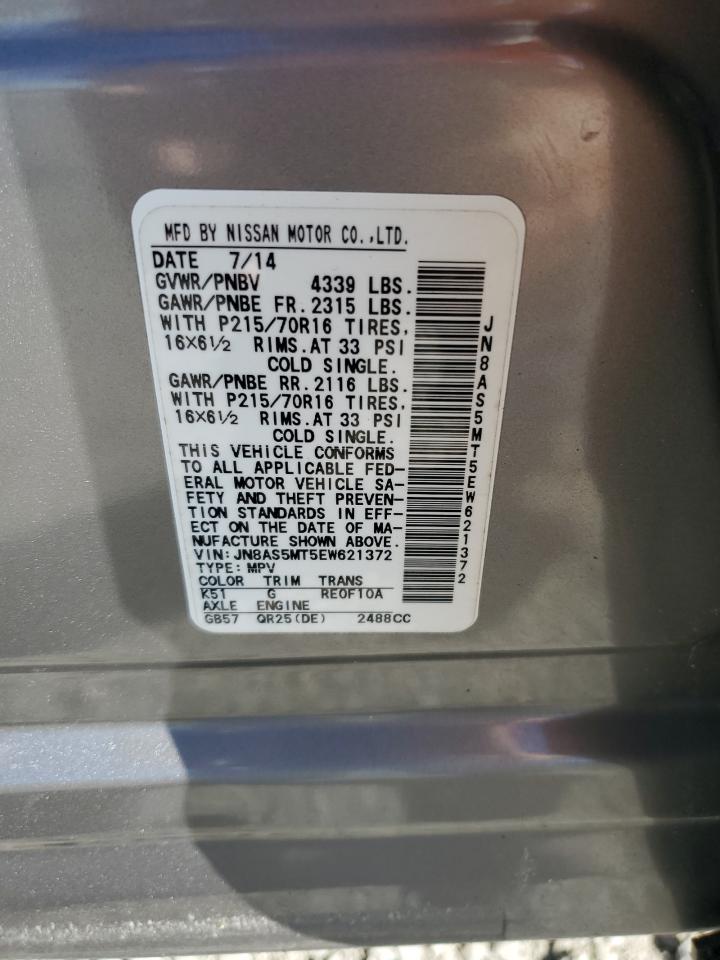 MFD BY NISSAN MOTOR CO.,LTD.
DATE 7/14
GVWR/PNBV 4339 LBS.
GAWR/PNBE FR.2315 LBS.
WITH P215/70R16 TIRES,
16X6½ RIMS.AT 33 PSI
COLD SINGLE.
GAWR/PNBE RR.2116 LBS.
WITH P215/70R16 TIRES,
16X6½ RIMS.AT 33 PSI
COLD SINGLE.
THIS VEHICLE CONFORMS
TO ALL APPLICABLE FED-
ERAL MOTOR VEHICLE SA-
FETY AND THEFT PREVEN-
TION STANDARDS IN EFF-
ECT ON THE DATE OF MA-
NUFACTURE SHOWN ABOVE.
VIN:JN8AS5MT5EW621372
TYPE:MPV
COLOR TRIM TRANS
K51 G RE0F10A
AXLE ENGINE
GB57 QR25(DE) 2488CC
JN8AS5MT5EW621372